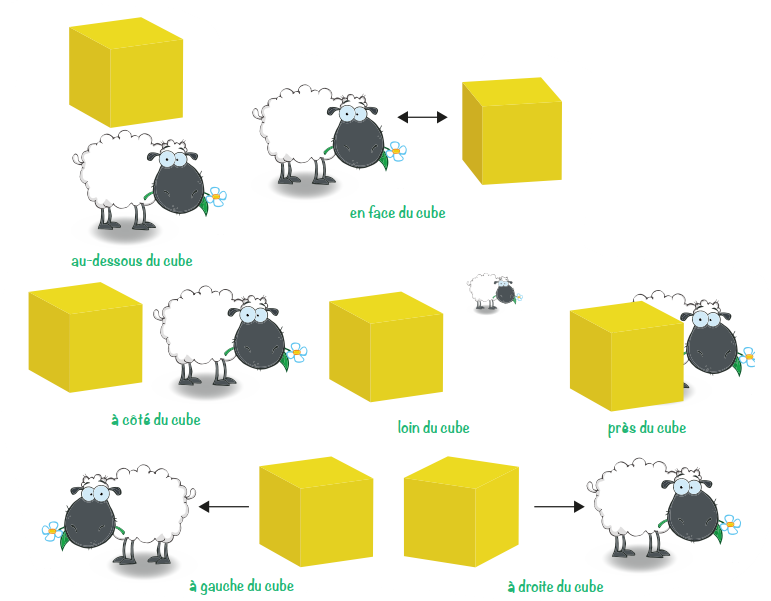 en face du cube
au-dessous du cube
à côté du cube
loin du cube
près du cube
à gauche du cube
à droite du cube